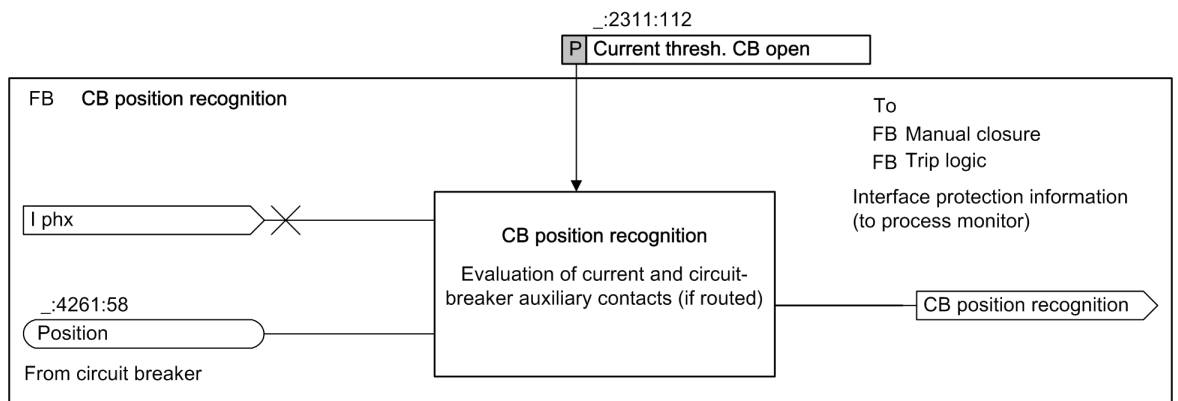 _:2311:112
P Current thresh. CB open
FB CB position recognition
To
FB Manual closure
FB Trip logic
Interface protection information
(to process monitor)
I phx
CB position recognition
Evaluation of current and circuit-
breaker auxiliary contacts (if routed)
_:4261:58
Position
From circuit breaker
CB position recognition